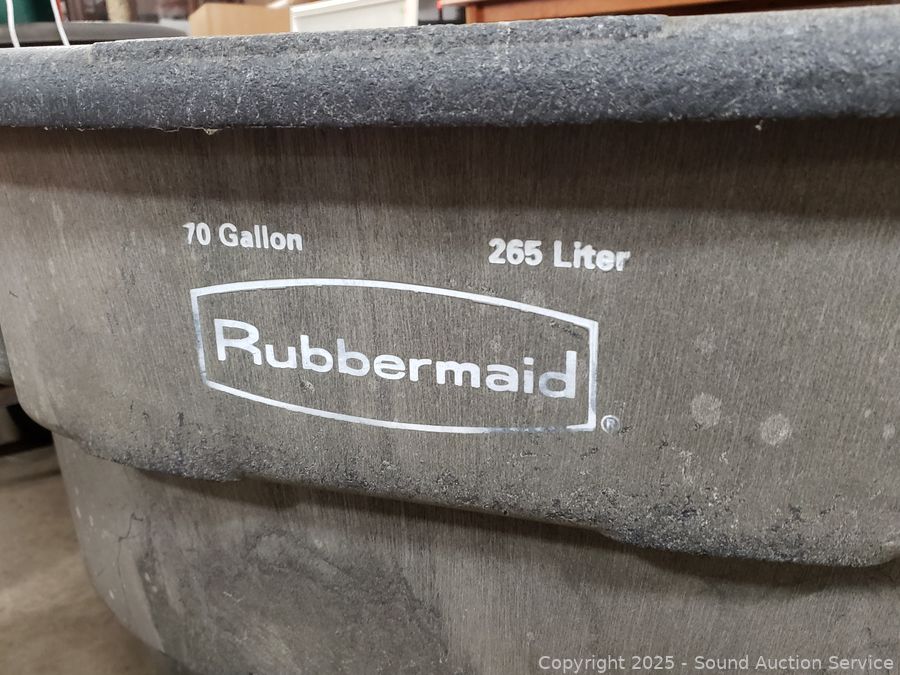 70 Gallon 265 Liter
Rubbermaid ®
Copyright 2025 - Sound Auction Service